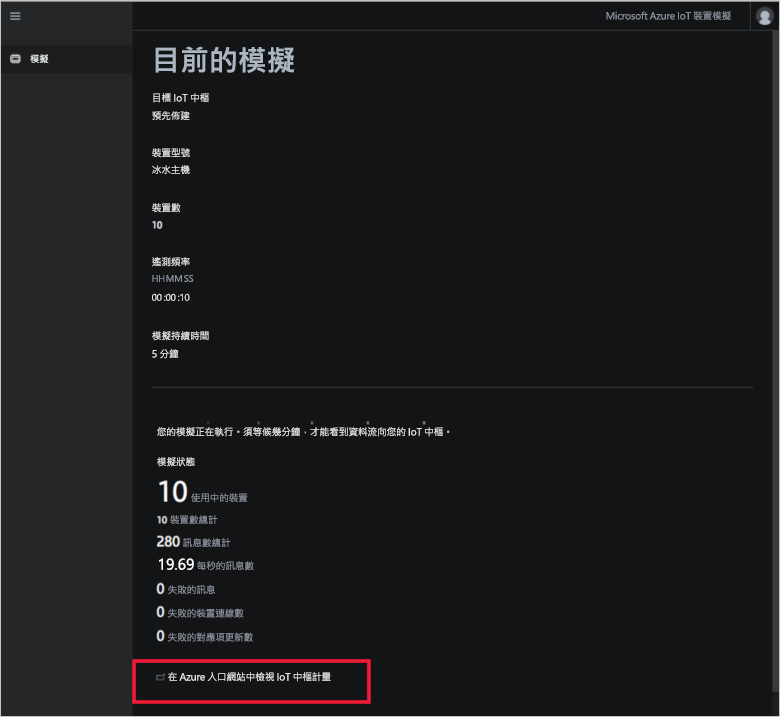 Microsoft Azure IoT 裝置模擬
模擬
目前的模擬
目標 IoT 中樞
預先佈建
裝置型號
冰水主機
裝置數
10
遙測頻率
HHMMSS
00:00:10
模擬持續時間
5 分鐘
您的模擬正在執行。須等候幾分鐘，才能看到資料流向您的 IoT 中樞。
模擬狀態
10 使用中的裝置
10 裝置數總計
280 訊息數總計
19.69 每秒的訊息數
0 失敗的訊息
0 失敗的裝置連線數
0 失敗的對應項更新數
在 Azure 入口網站中檢視 IoT 中樞計量